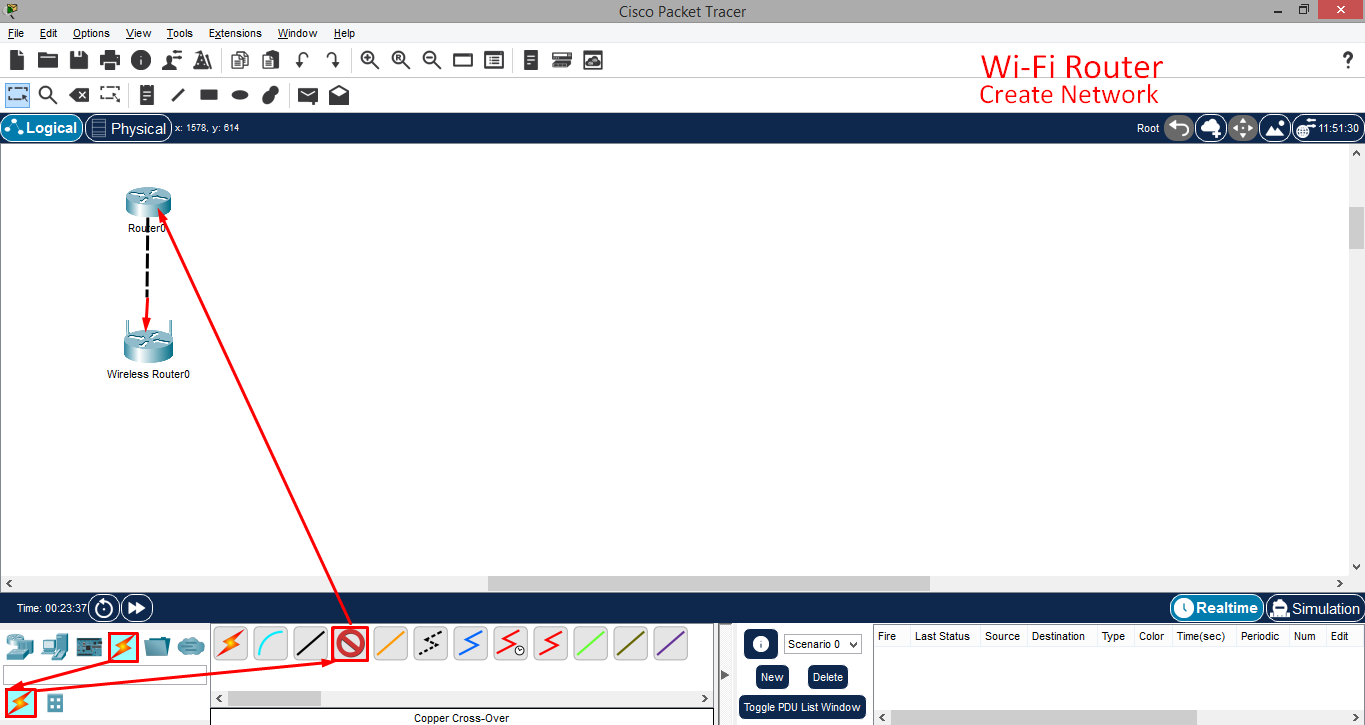 Cisco Packet Tracer
File Edit Options View Tools Extensions Window Help
Wi-Fi Router
Create Network
Logical Physical x: 1578, y: 614 Root 11:51:30
Router0
Wireless Router0
Time: 00:23:37 Realtime Simulation
Scenario 0
Fire Last Status Source Destination Type Color Time(sec) Periodic Num Edit
New Delete
Toggle PDU List Window
Copper Cross-Over